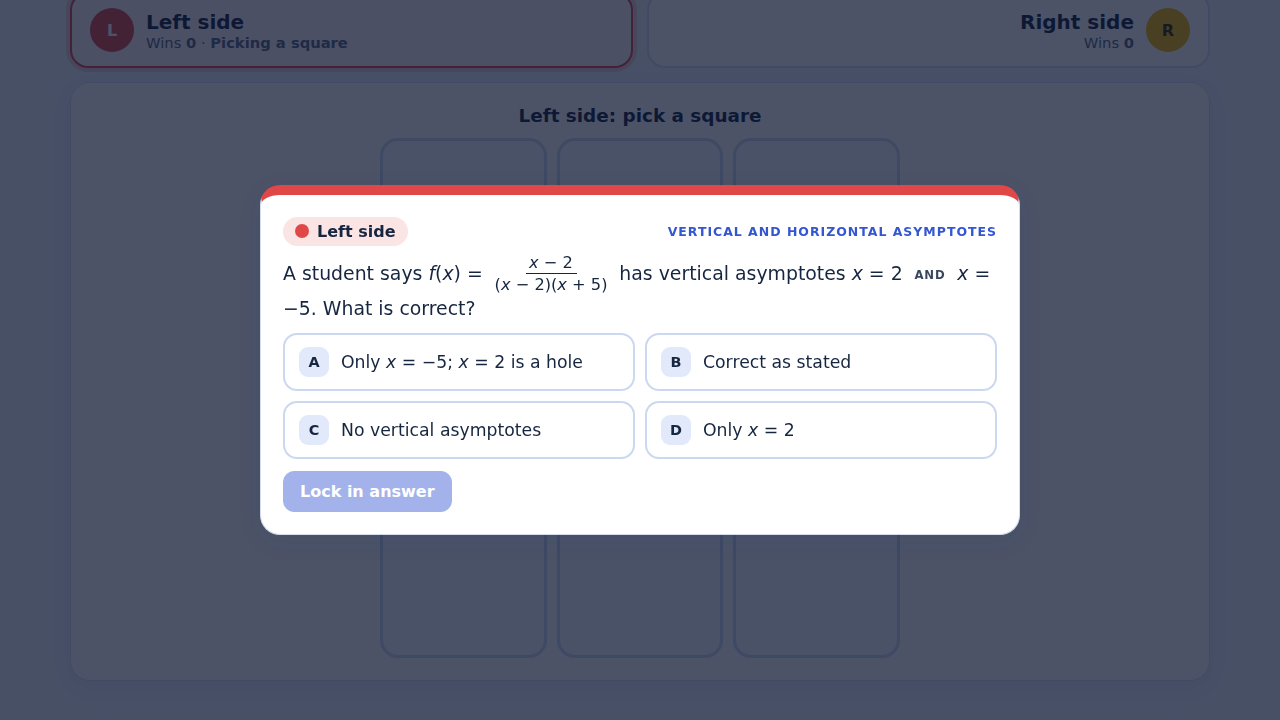 L
Left side
Wins 0 · Picking a square
Right side
Wins 0
R
Left side: pick a square
Left side
VERTICAL AND HORIZONTAL ASYMPTOTES
A student says f(x) = (x − 2)/((x − 2)(x + 5)) has vertical asymptotes x = 2 AND x =
−5. What is correct?
A Only x = −5; x = 2 is a hole
B Correct as stated
C No vertical asymptotes
D Only x = 2
Lock in answer